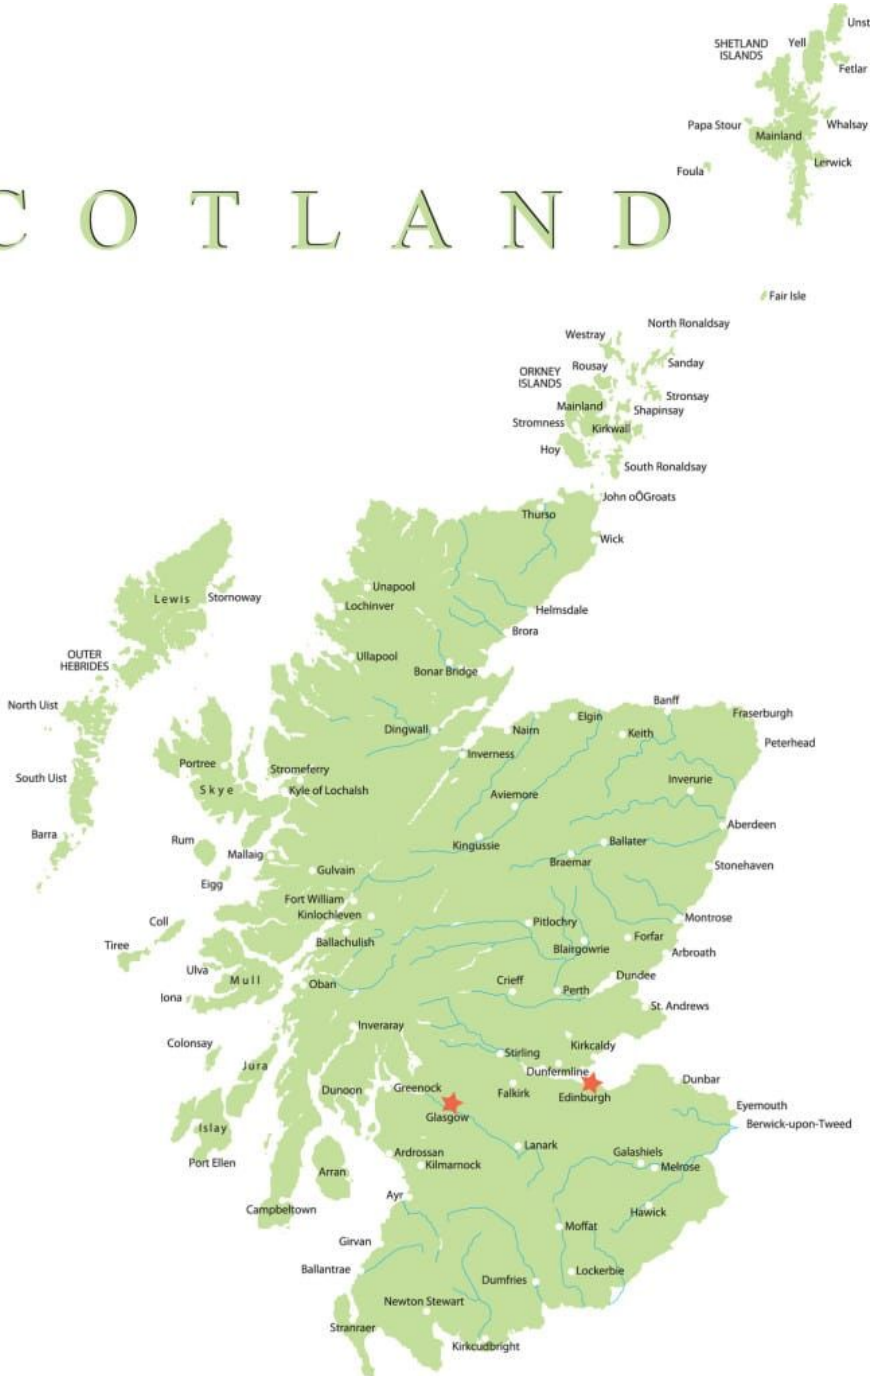 Unst
SHETLAND
ISLANDS
Yell
Fetlar
Papa Stour
Mainland
Whalsay
Foula
Lerwick
COTLAND
Fair Isle
North Ronaldsay
Westray
Rousay
Sanday
ORKNEY
ISLANDS
Stronsay
Mainland
Shapinsay
Stromness
Kirkwall
Hoy
South Ronaldsay
John oÕGroats
Thurso
Wick
Unapool
Lewis
Stornoway
Lochinver
Helmsdale
Brora
OUTER
HEBRIDES
Ullapool
Bonar Bridge
North Uist
Banff
Fraserburgh
Elgin
Dingwall
Nairn
Keith
Peterhead
Inverness
Portree
Stromeferry
South Uist
Inverurie
Skye
Kyle of Lochalsh
Aviemore
Aberdeen
Barra
Rum
Kingussie
Ballater
Mallaig
Braemar
Stonehaven
Gulvain
Eigg
Fort William
Kinlochleven
Montrose
Coll
Pitlochry
Forfar
Tiree
Ballachulish
Blairgowrie
Arbroath
Ulva
Mull
Oban
Crieff
Dundee
Perth
Iona
St. Andrews
Inveraray
Colonsay
Kirkcaldy
Stirling
Jura
Dunfermline
Dunbar
Dunoon
Greenock
Falkirk
Edinburgh
Eyemouth
Glasgow
Berwick-upon-Tweed
Islay
Lanark
Ardrossan
Galashiels
Port Ellen
Kilmarnock
Melrose
Arran
Ayr
Campbeltown
Hawick
Moffat
Girvan
Ballantrae
Lockerbie
Dumfries
Newton Stewart
Stranraer
Kirkcudbright